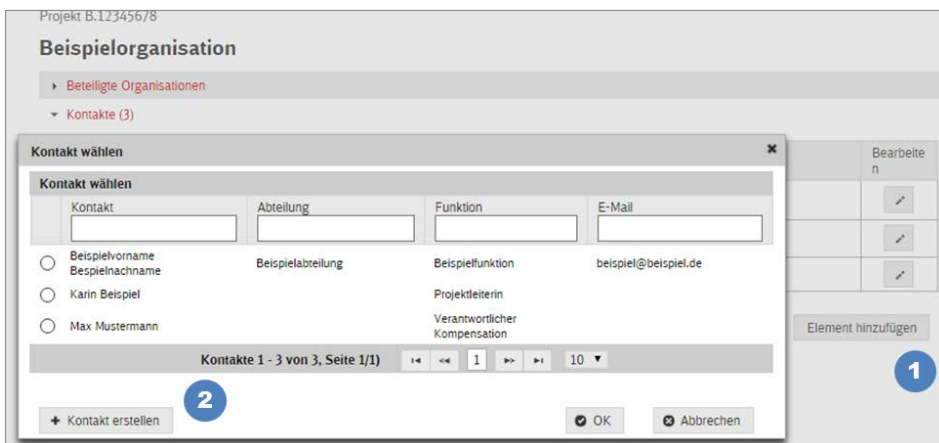 Projekt B.12345678
Beispielorganisation
Beteiligte Organisationen
Kontakte (3)
Kontakt wählen
Bearbeite
n
Kontakt wählen
Kontakt Abteilung Funktion E-Mail
Beispielvorname
Bespielnachname Beispielabteilung Beispielfunktion beispiel@beispiel.de
Karin Beispiel Projektleiterin
Max Mustermann Verantwortlicher
Kompensation
Element hinzufügen
Kontakte 1 - 3 von 3, Seite 1/1) 1 10
1
2
+ Kontakt erstellen OK Abbrechen